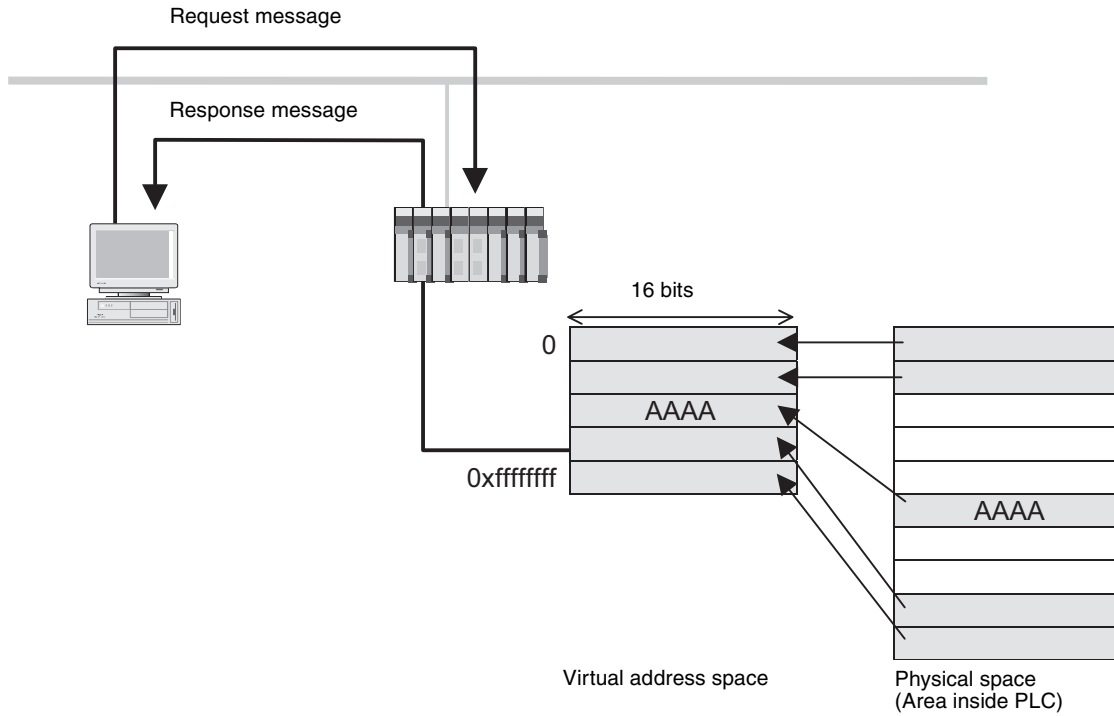 Request message
Response message
16 bits
0
AAAA
0xffffffff
AAAA
Virtual address space
Physical space
(Area inside PLC)